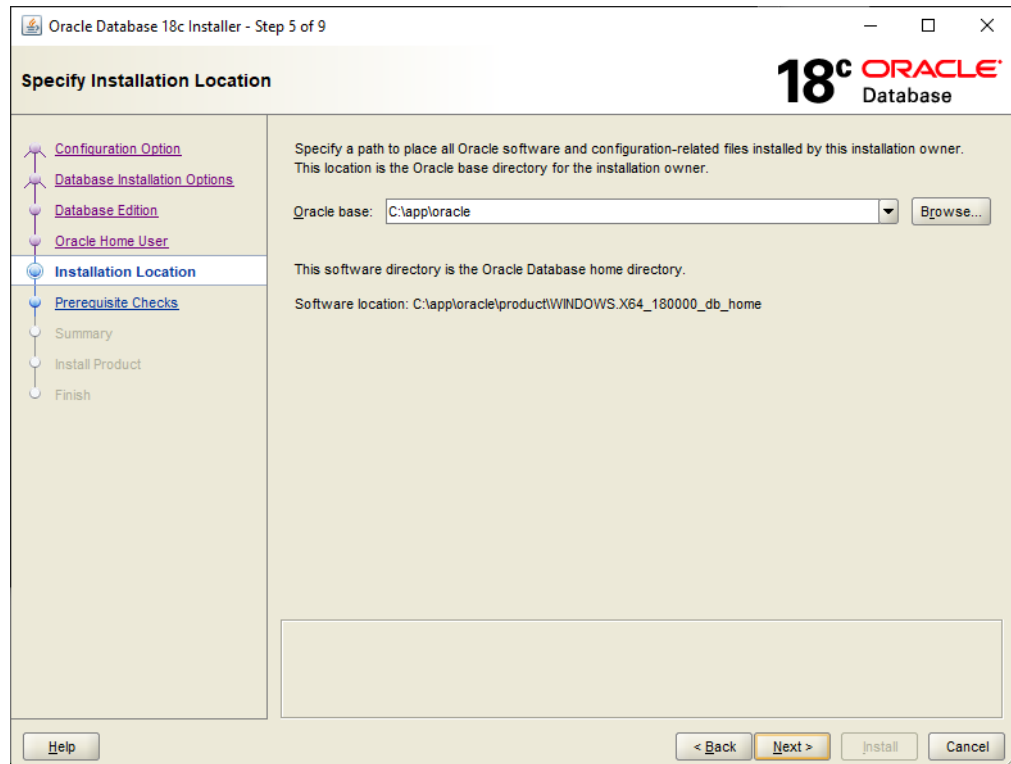 Oracle Database 18c Installer - Step 5 of 9
Specify Installation Location
18c ORACLE
Database
Configuration Option
Database Installation Options
Database Edition
Oracle Home User
Installation Location
Prerequisite Checks
Summary
Install Product
Finish
Specify a path to place all Oracle software and configuration-related files installed by this installation owner.
This location is the Oracle base directory for the installation owner.
Oracle base: C:\app\oracle Browse...
This software directory is the Oracle Database home directory.
Software location: C:\app\oracle\product\WINDOWS.X64_180000_db_home
Help < Back Next > Install Cancel